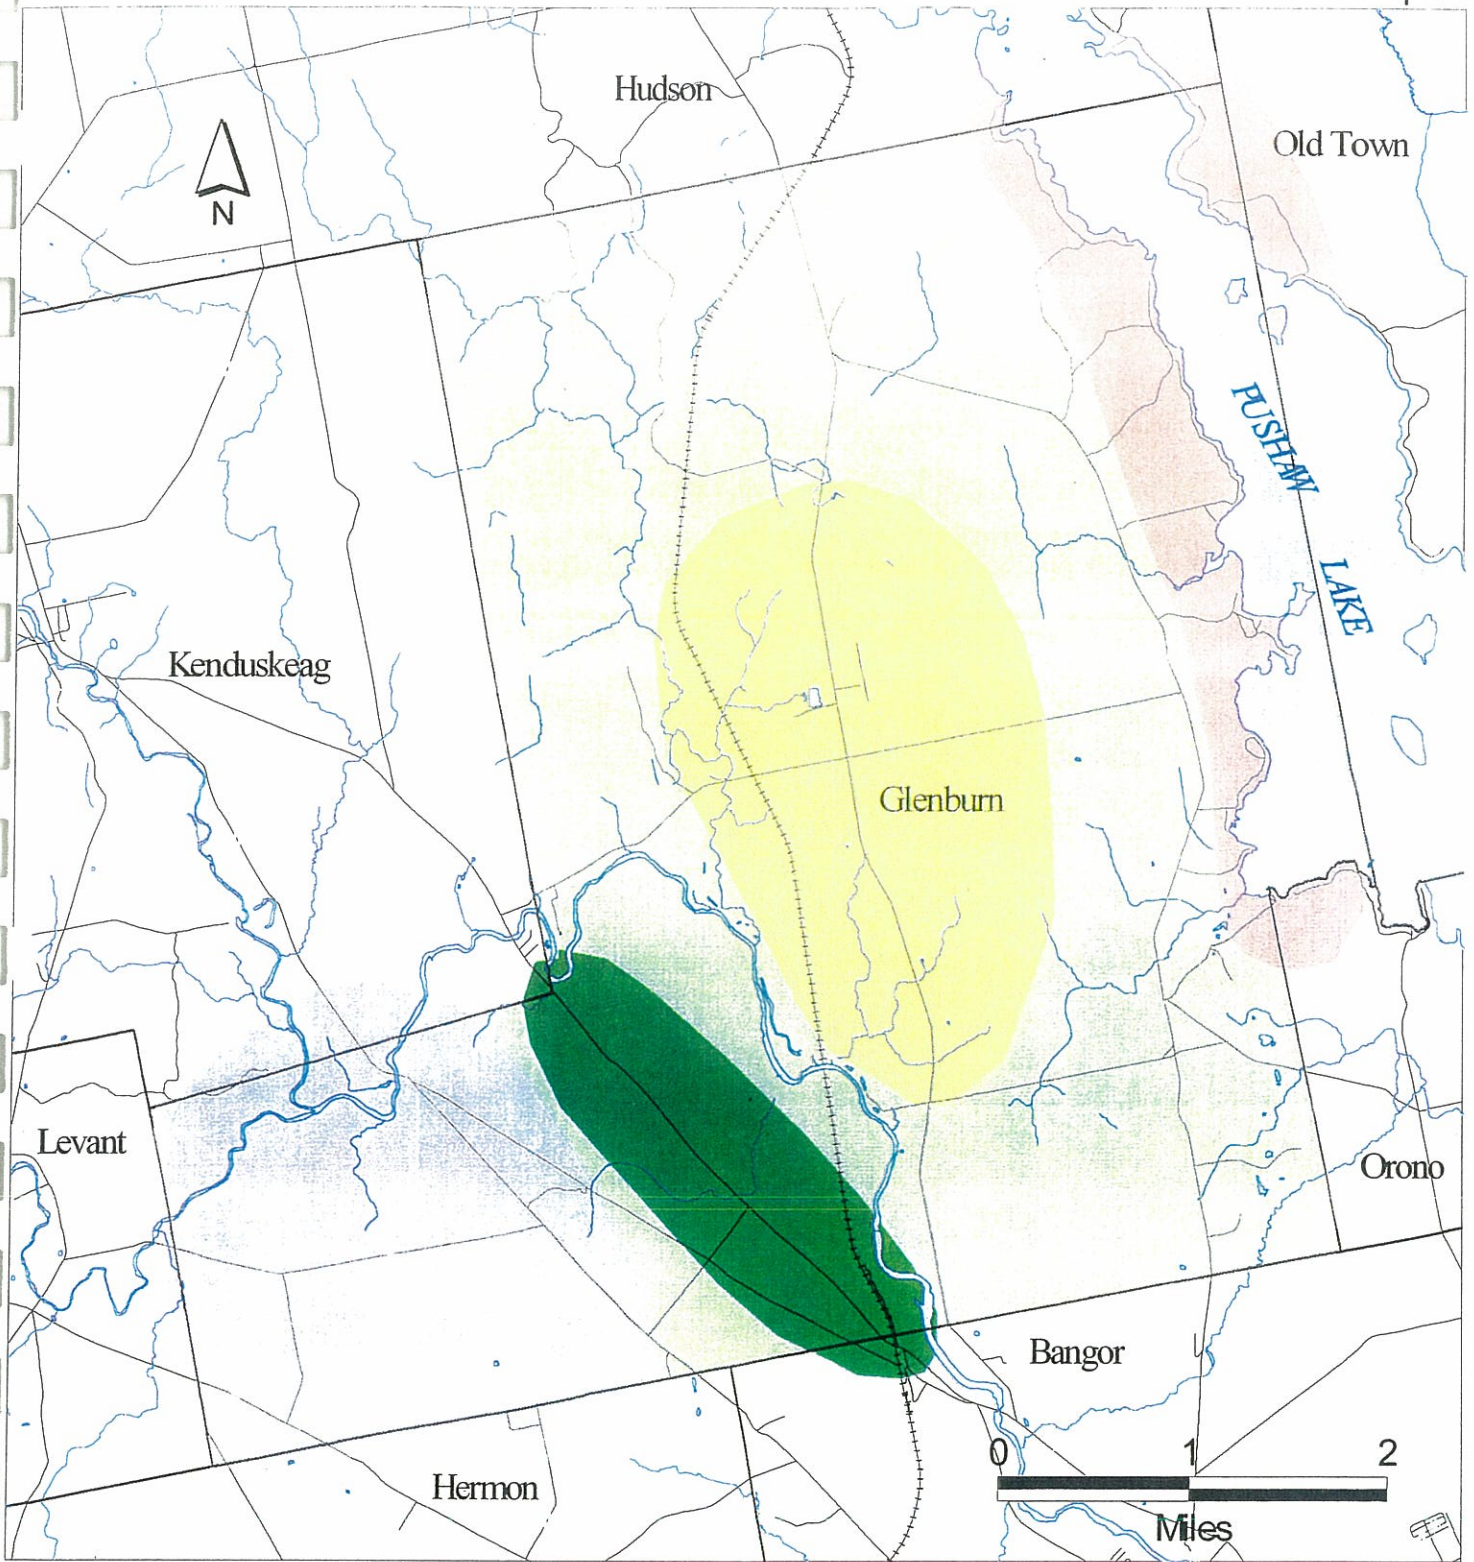 Hudson
Old Town
N
PUSHAW
LAKE
Kenduskeag
Glenburn
Levant
Orono
Bangor
0 1 2
Miles
Hermon